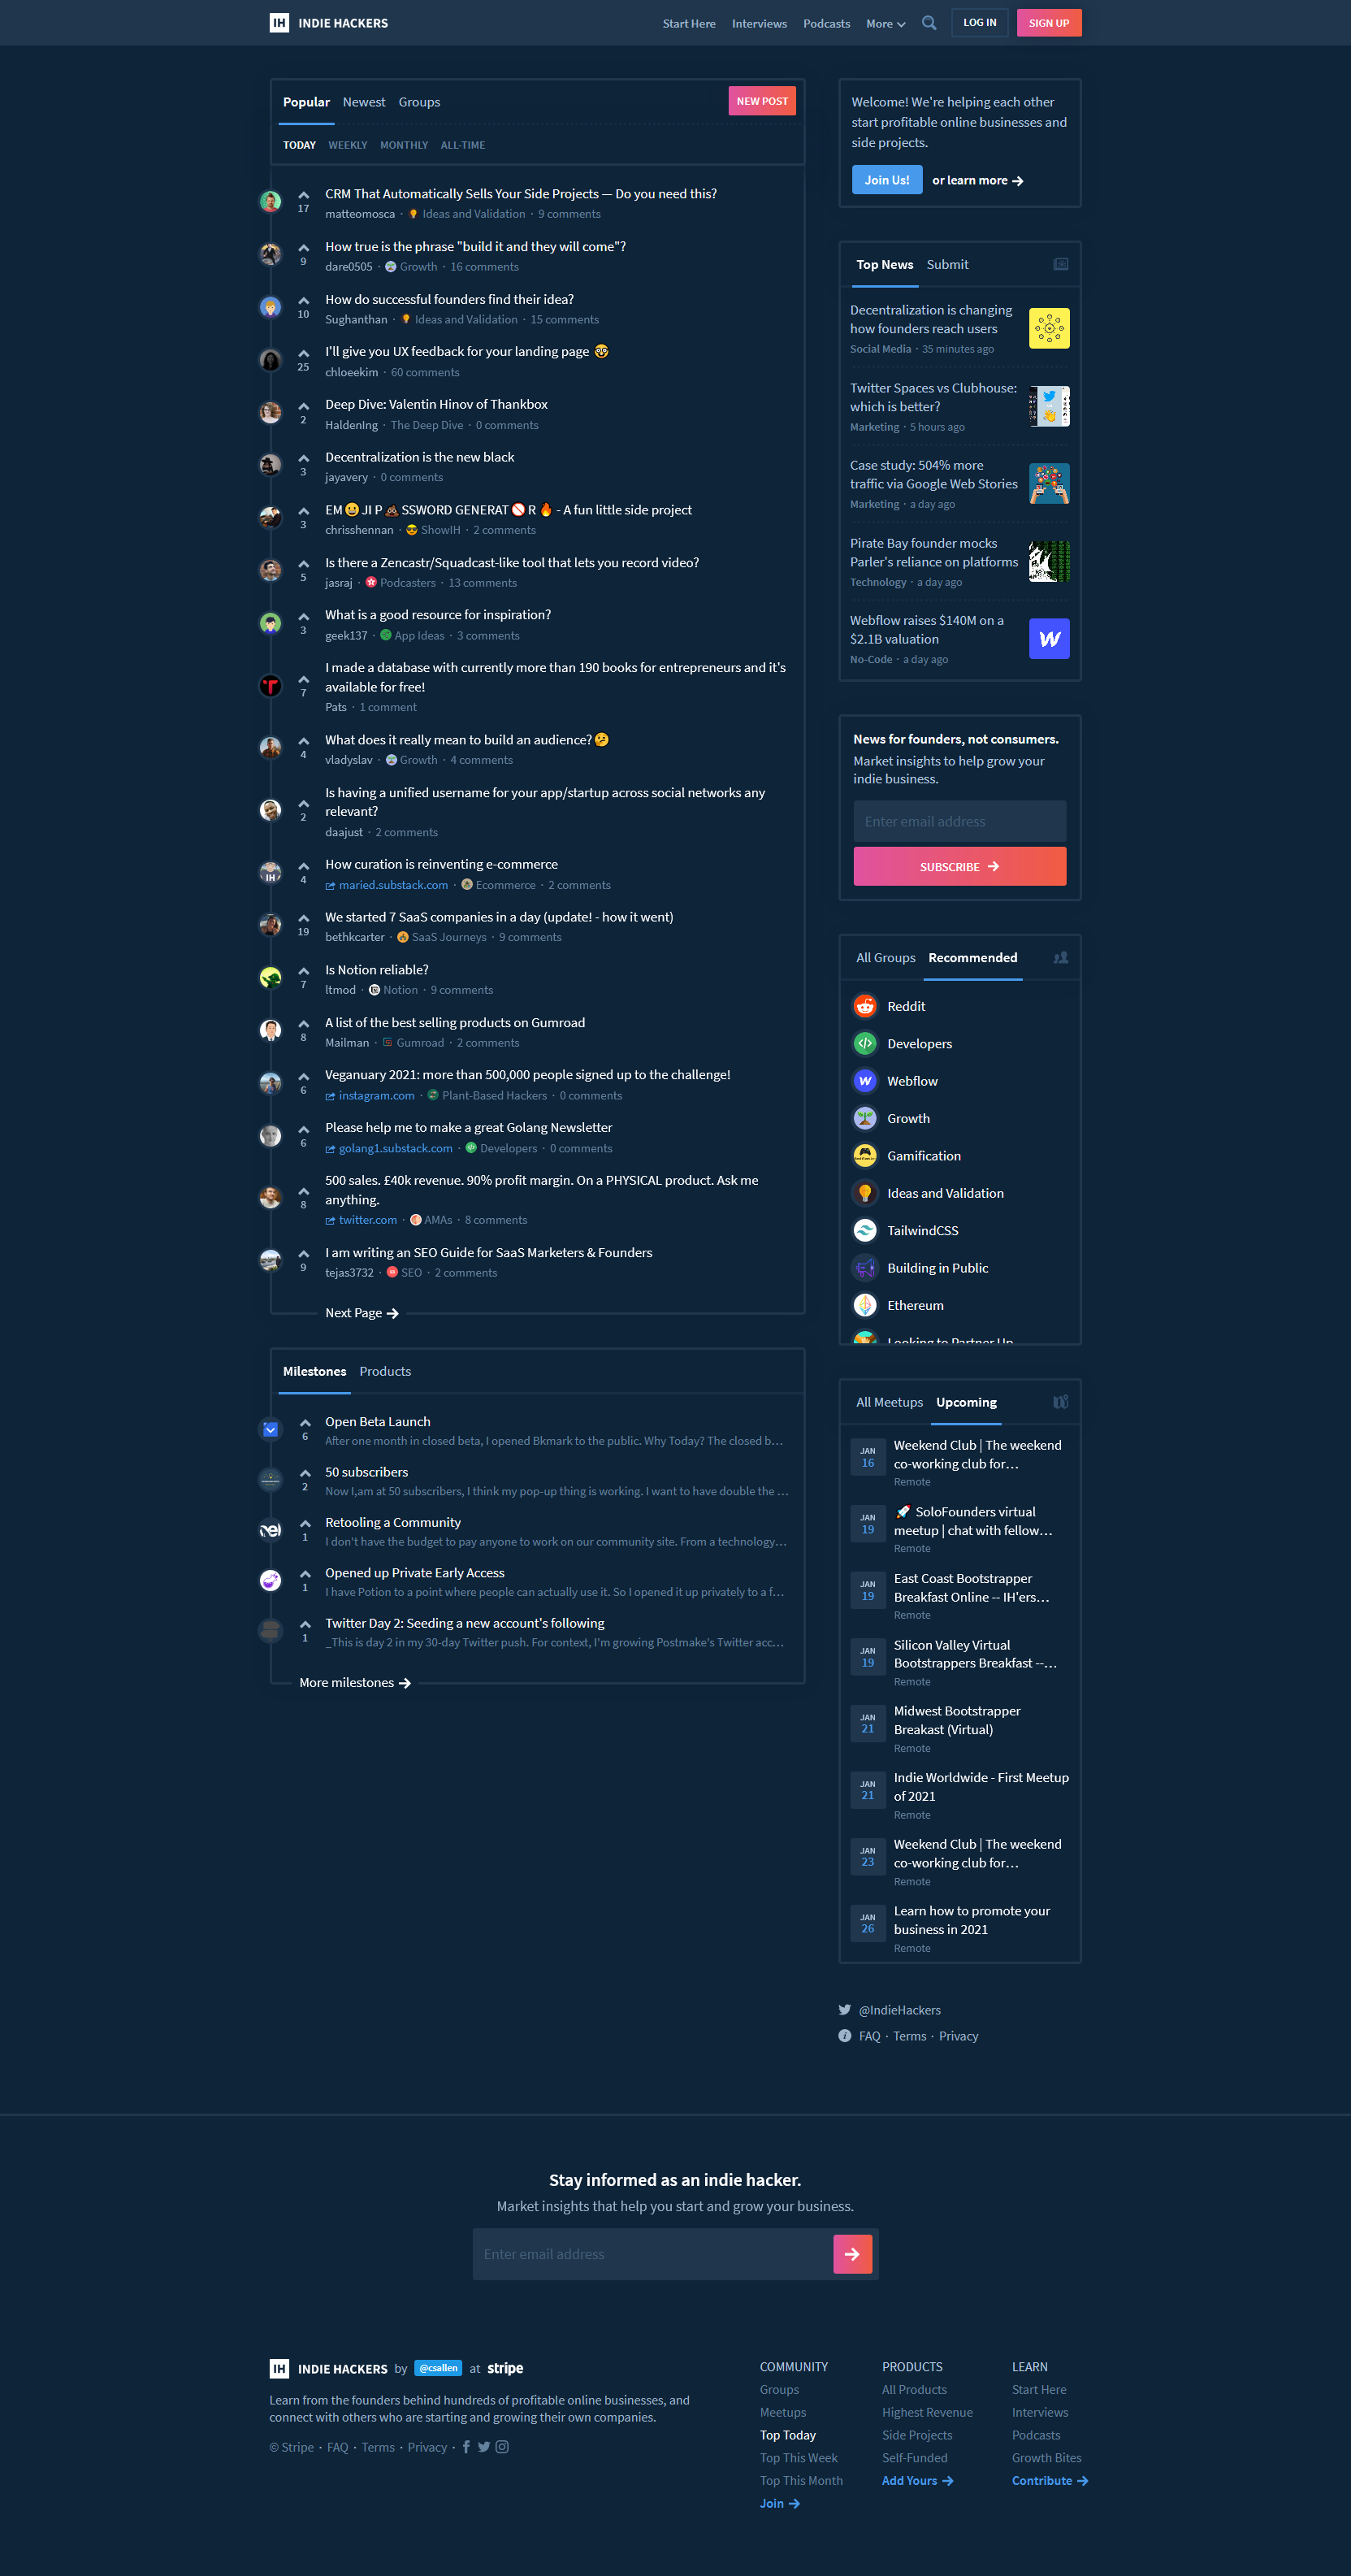 IH INDIE HACKERS
Start Here Interviews Podcasts More LOG IN SIGN UP
Popular Newest Groups NEW POST
TODAY WEEKLY MONTHLY ALL-TIME
17 CRM That Automatically Sells Your Side Projects — Do you need this?
matteomosca · Ideas and Validation · 9 comments
9 How true is the phrase "build it and they will come"?
dare0505 · Growth · 16 comments
10 How do successful founders find their idea?
Sughanthan · Ideas and Validation · 15 comments
25 I'll give you UX feedback for your landing page 🤓
chloeekim · 60 comments
2 Deep Dive: Valentin Hinov of Thankbox
HaldenIng · The Deep Dive · 0 comments
3 Decentralization is the new black
jayavery · 0 comments
3 EM😀JI P💩SSWORD GENERAT🚫R 🔥 - A fun little side project
chrisshennan · ShowIH · 2 comments
5 Is there a Zencastr/Squadcast-like tool that lets you record video?
jasraj · Podcasters · 13 comments
3 What is a good resource for inspiration?
geek137 · App Ideas · 3 comments
7 I made a database with currently more than 190 books for entrepreneurs and it's
available for free!
Pats · 1 comment
4 What does it really mean to build an audience?🤔
vladyslav · Growth · 4 comments
2 Is having a unified username for your app/startup across social networks any
relevant?
daajust · 2 comments
4 How curation is reinventing e-commerce
IH maried.substack.com · Ecommerce · 2 comments
19 We started 7 SaaS companies in a day (update! - how it went)
bethkcarter · SaaS Journeys · 9 comments
7 Is Notion reliable?
ltmod · Notion · 9 comments
8 A list of the best selling products on Gumroad
Mailman · Gumroad · 2 comments
6 Veganuary 2021: more than 500,000 people signed up to the challenge!
instagram.com · Plant-Based Hackers · 0 comments
6 Please help me to make a great Golang Newsletter
golang1.substack.com · Developers · 0 comments
8 500 sales. £40k revenue. 90% profit margin. On a PHYSICAL product. Ask me
anything.
twitter.com · AMAs · 8 comments
9 I am writing an SEO Guide for SaaS Marketers & Founders
tejas3732 · SEO · 2 comments
Next Page →
Milestones Products
6 Open Beta Launch
After one month in closed beta, I opened Bkmark to the public. Why Today? The closed b…
2 50 subscribers
Now I,am at 50 subscribers, I think my pop-up thing is working. I want to have double the …
1 Retooling a Community
I don't have the budget to pay anyone to work on our community site. From a technology…
1 Opened up Private Early Access
I have Potion to a point where people can actually use it. So I opened it up privately to a f…
1 Twitter Day 2: Seeding a new account's following
_This is day 2 in my 30-day Twitter push. For context, I'm growing Postmake's Twitter acc…
More milestones →
Welcome! We're helping each other
start profitable online businesses and
side projects.
Join Us! or learn more →
Top News Submit
Decentralization is changing
how founders reach users
Social Media · 35 minutes ago
Twitter Spaces vs Clubhouse:
which is better?
Marketing · 5 hours ago
Case study: 504% more
traffic via Google Web Stories
Marketing · a day ago
Pirate Bay founder mocks
Parler's reliance on platforms
Technology · a day ago
Webflow raises $140M on a
$2.1B valuation
No-Code · a day ago
News for founders, not consumers.
Market insights to help grow your
indie business.
Enter email address
SUBSCRIBE →
All Groups Recommended
Reddit
Developers
Webflow
Growth
Gamification
Ideas and Validation
TailwindCSS
Building in Public
Ethereum
Looking to Partner Up
All Meetups Upcoming
JAN 16 Weekend Club | The weekend
co-working club for…
Remote
JAN 19 🚀 SoloFounders virtual
meetup | chat with fellow…
Remote
JAN 19 East Coast Bootstrapper
Breakfast Online -- IH'ers…
Remote
JAN 19 Silicon Valley Virtual
Bootstrappers Breakfast --…
Remote
JAN 21 Midwest Bootstrapper
Breakast (Virtual)
Remote
JAN 21 Indie Worldwide - First Meetup
of 2021
Remote
JAN 23 Weekend Club | The weekend
co-working club for…
Remote
JAN 26 Learn how to promote your
business in 2021
Remote
@IndieHackers
FAQ · Terms · Privacy
Stay informed as an indie hacker.
Market insights that help you start and grow your business.
Enter email address →
IH INDIE HACKERS by @csallen at stripe
Learn from the founders behind hundreds of profitable online businesses, and
connect with others who are starting and growing their own companies.
© Stripe · FAQ · Terms · Privacy ·
COMMUNITY
Groups
Meetups
Top Today
Top This Week
Top This Month
Join →
PRODUCTS
All Products
Highest Revenue
Side Projects
Self-Funded
Add Yours →
LEARN
Start Here
Interviews
Podcasts
Growth Bites
Contribute →